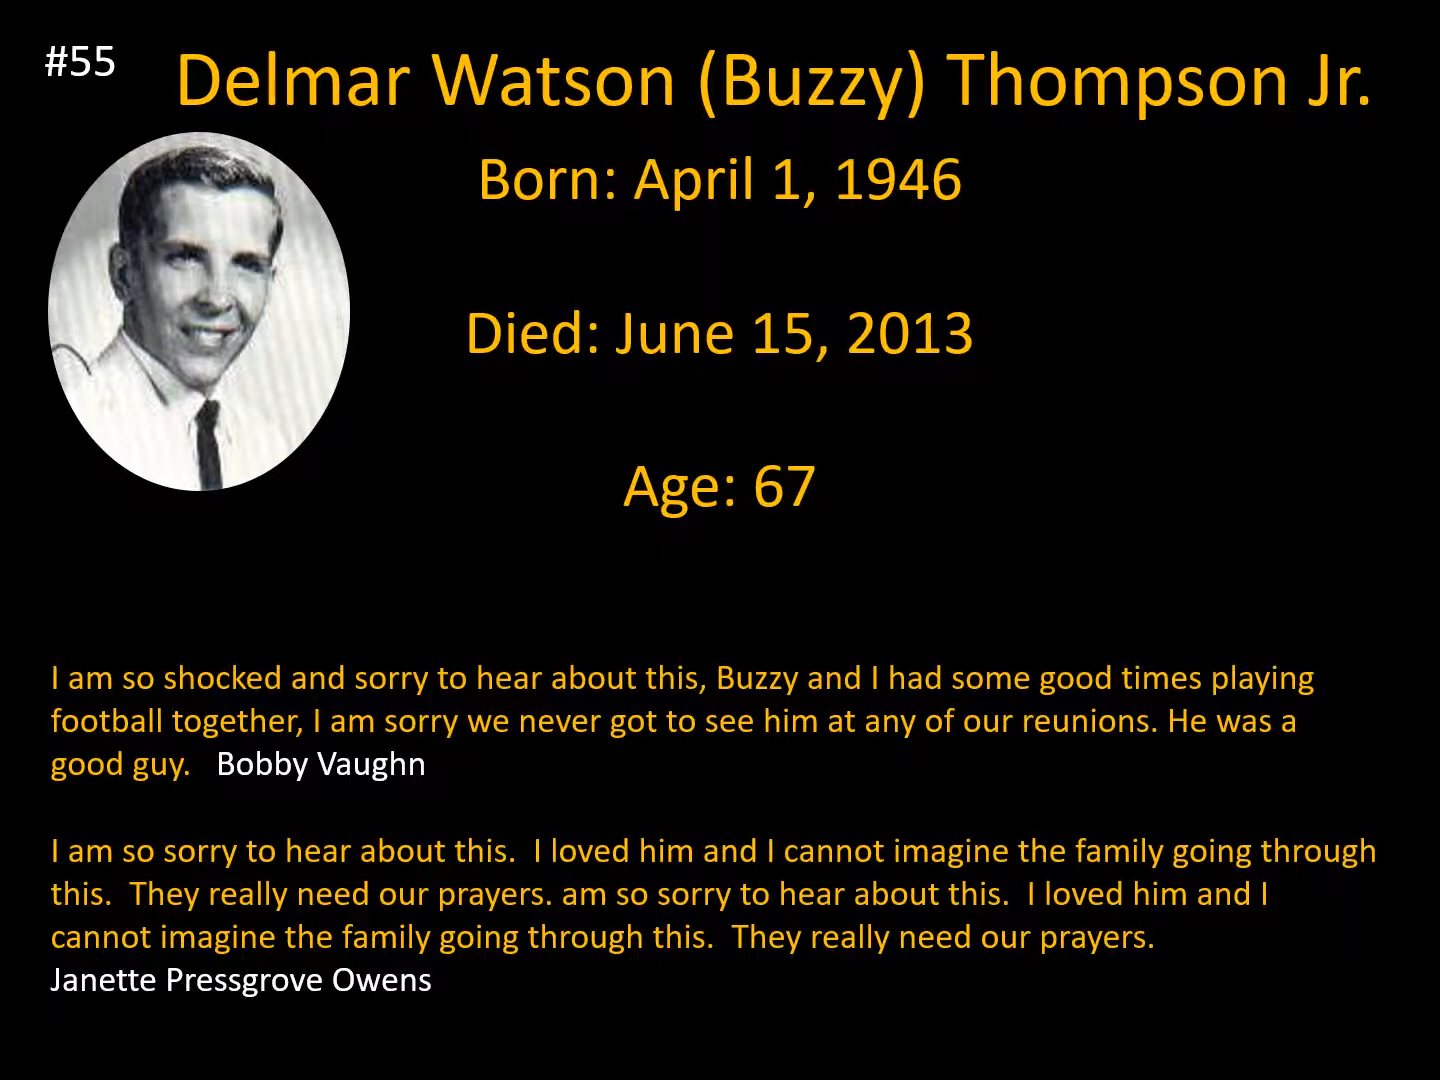 #55
Delmar Watson (Buzzy) Thompson Jr.
Born: April 1, 1946
Died: June 15, 2013
Age: 67
I am so shocked and sorry to hear about this, Buzzy and I had some good times playing
football together, I am sorry we never got to see him at any of our reunions. He was a
good guy.   Bobby Vaughn
I am so sorry to hear about this.  I loved him and I cannot imagine the family going through
this.  They really need our prayers. am so sorry to hear about this.  I loved him and I
cannot imagine the family going through this.  They really need our prayers.
Janette Pressgrove Owens